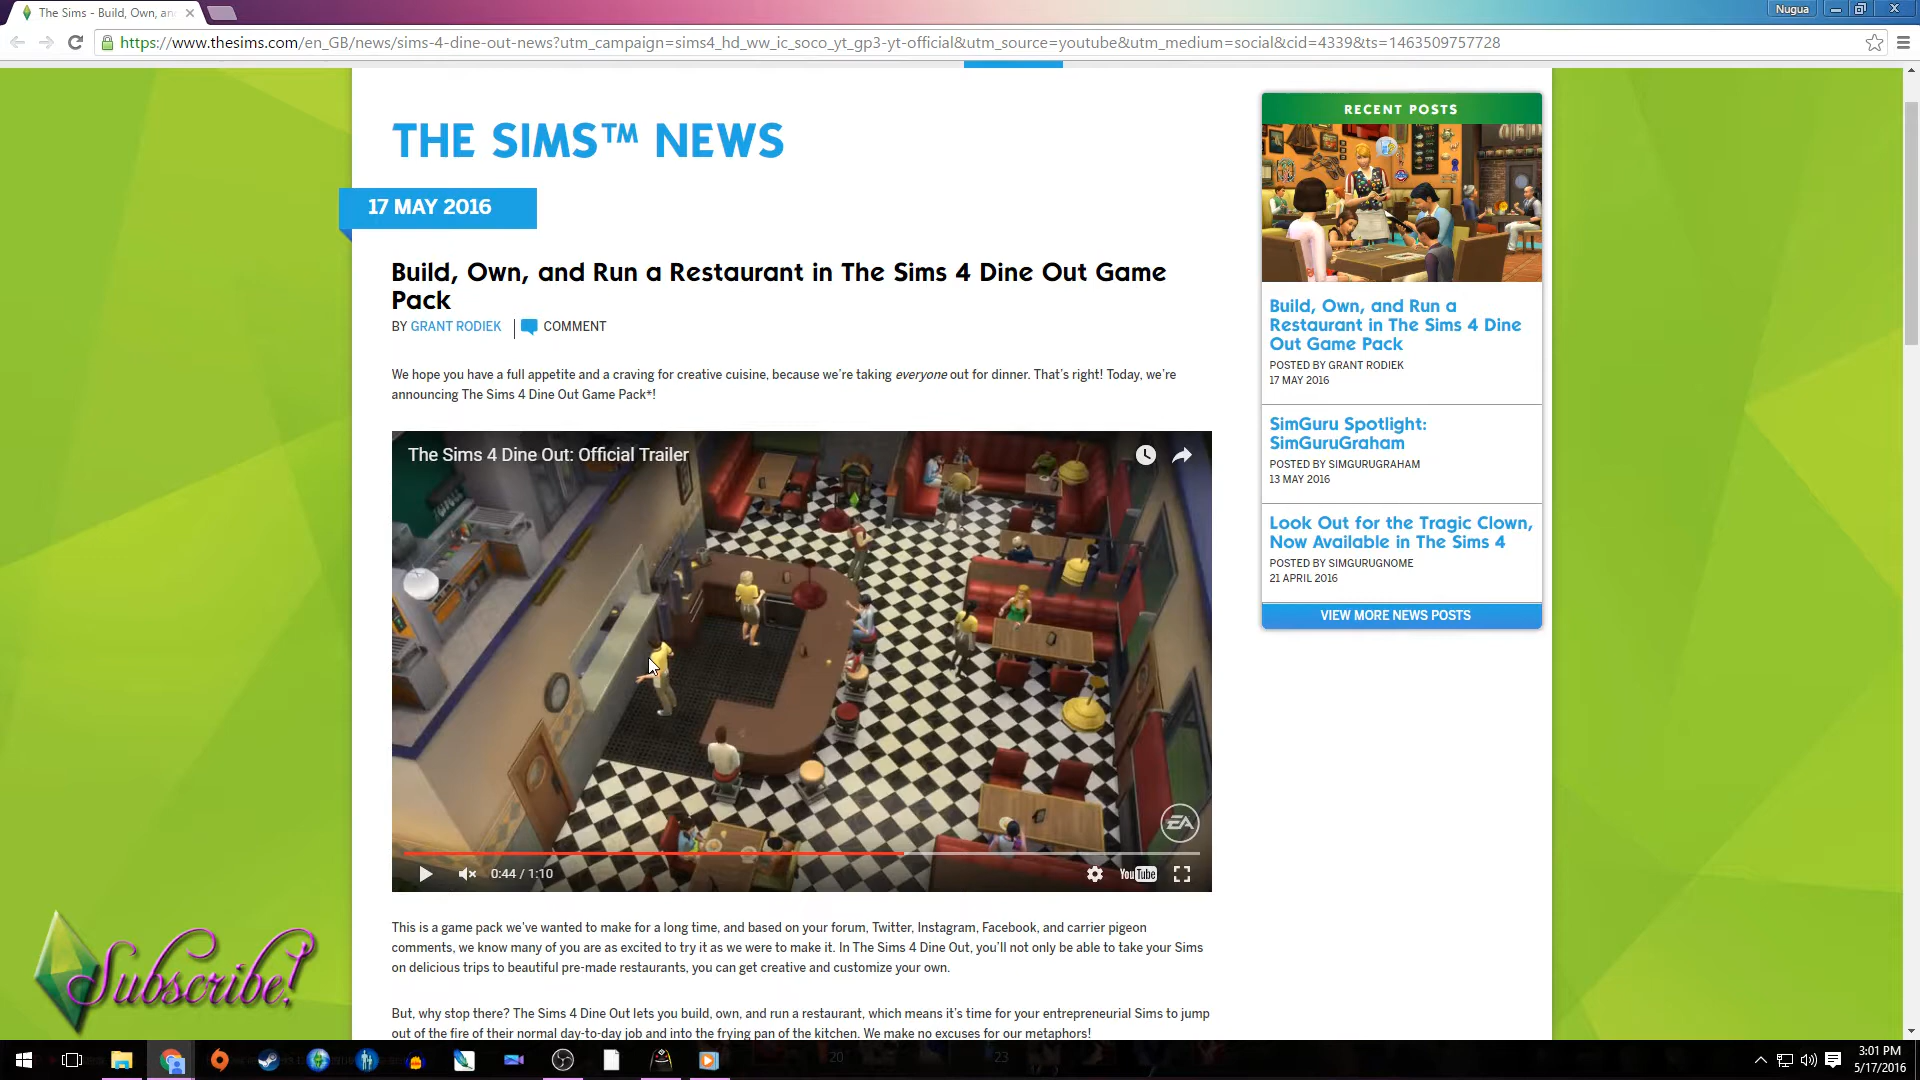 The Sims - Build, Own, an
Nugua
https://www.thesims.com/en_GB/news/sims-4-dine-out-news?utm_campaign=sims4_hd_ww_ic_soco_yt_gp3-yt-official&utm_source=youtube&utm_medium=social&cid=4339&ts=1463509757728
THE SIMS™ NEWS
17 MAY 2016
Build, Own, and Run a Restaurant in The Sims 4 Dine Out Game
Pack
BY GRANT RODIEK COMMENT
We hope you have a full appetite and a craving for creative cuisine, because we're taking everyone out for dinner. That's right! Today, we're
announcing The Sims 4 Dine Out Game Pack*!
The Sims 4 Dine Out: Official Trailer
EA
0:44 / 1:10
YouTube
This is a game pack we've wanted to make for a long time, and based on your forum, Twitter, Instagram, Facebook, and carrier pigeon
comments, we know many of you are as excited to try it as we were to make it. In The Sims 4 Dine Out, you'll not only be able to take your Sims
on delicious trips to beautiful pre-made restaurants, you can get creative and customize your own.
But, why stop there? The Sims 4 Dine Out lets you build, own, and run a restaurant, which means it's time for your entrepreneurial Sims to jump
out of the fire of their normal day-to-day job and into the frying pan of the kitchen. We make no excuses for our metaphors!
RECENT POSTS
Build, Own, and Run a
Restaurant in The Sims 4 Dine
Out Game Pack
POSTED BY GRANT RODIEK
17 MAY 2016
SimGuru Spotlight:
SimGuruGraham
POSTED BY SIMGURUGRAHAM
13 MAY 2016
Look Out for the Tragic Clown,
Now Available in The Sims 4
POSTED BY SIMGURUGNOME
21 APRIL 2016
VIEW MORE NEWS POSTS
Subscribe!
20
23
3:01 PM
5/17/2016